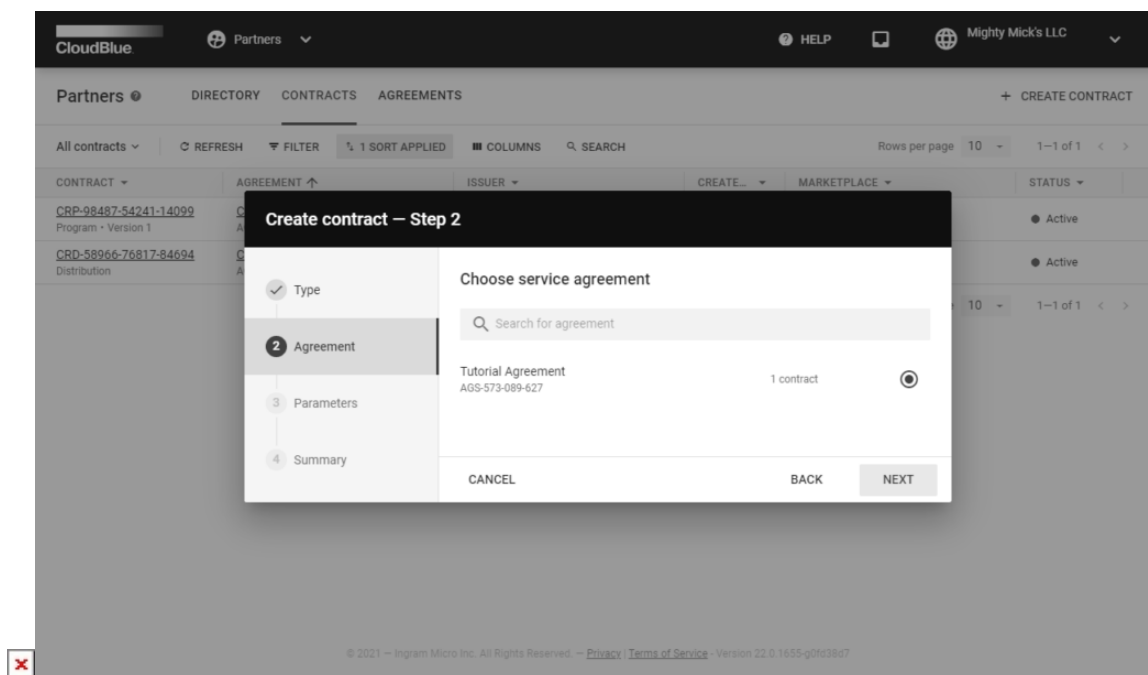 CloudBlue.
Partners
HELP
Mighty Mick's LLC
Partners
DIRECTORY
CONTRACTS
AGREEMENTS
+ CREATE CONTRACT
All contracts
REFRESH
FILTER
1 SORT APPLIED
COLUMNS
SEARCH
Rows per page 10
1–1 of 1
CONTRACT
AGREEMENT
ISSUER
CREATE...
MARKETPLACE
STATUS
CRP-98487-54241-14099
Program • Version 1
Active
CRD-58966-76817-84694
Distribution
Active
10
1–1 of 1
Create contract — Step 2
Type
2 Agreement
3 Parameters
4 Summary
Choose service agreement
Search for agreement
Tutorial Agreement
AGS-573-089-627
1 contract
CANCEL
BACK
NEXT
© 2021 – Ingram Micro Inc. All Rights Reserved. – Privacy | Terms of Service - Version 22.0.1655-g0fd38d7